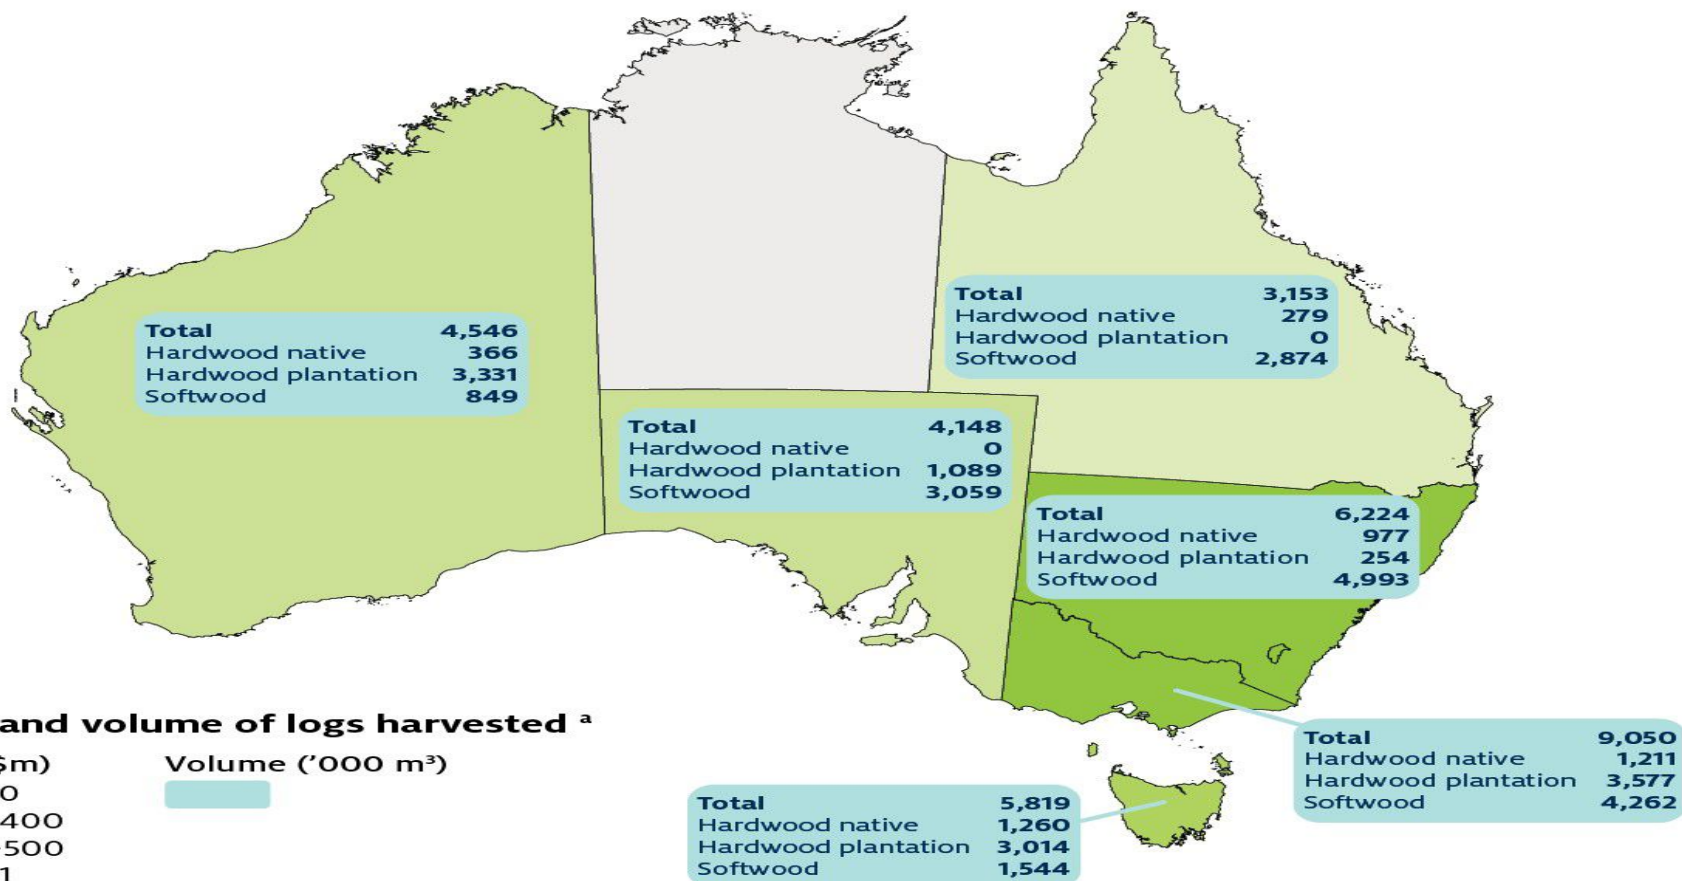 Total 3,153
Hardwood native 279
Hardwood plantation 0
Softwood 2,874
Total 4,546
Hardwood native 366
Hardwood plantation 3,331
Softwood 849
Total 4,148
Hardwood native 0
Hardwood plantation 1,089
Softwood 3,059
Total 6,224
Hardwood native 977
Hardwood plantation 254
Softwood 4,993
and volume of logs harvested ª
$m) Volume (’000 m³)
0
400
500
1
Total 9,050
Hardwood native 1,211
Hardwood plantation 3,577
Softwood 4,262
Total 5,819
Hardwood native 1,260
Hardwood plantation 3,014
Softwood 1,544